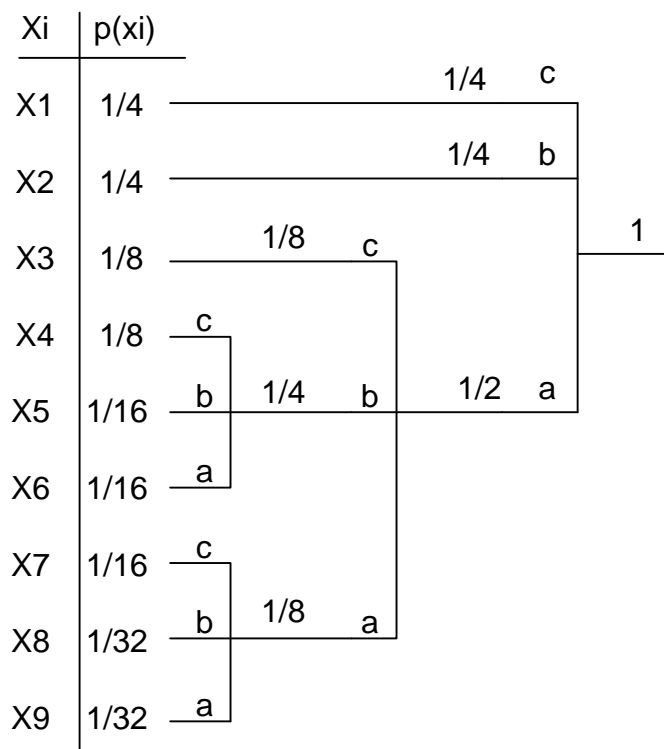 Xi p(xi)
1/4 c
X1 1/4
1/4 b
X2 1/4
1
1/8 c
X3 1/8
X4 1/8 c
1/4 b 1/2 a
X5 1/16 b
X6 1/16 a
X7 1/16 c
1/8 a
X8 1/32 b
X9 1/32 a